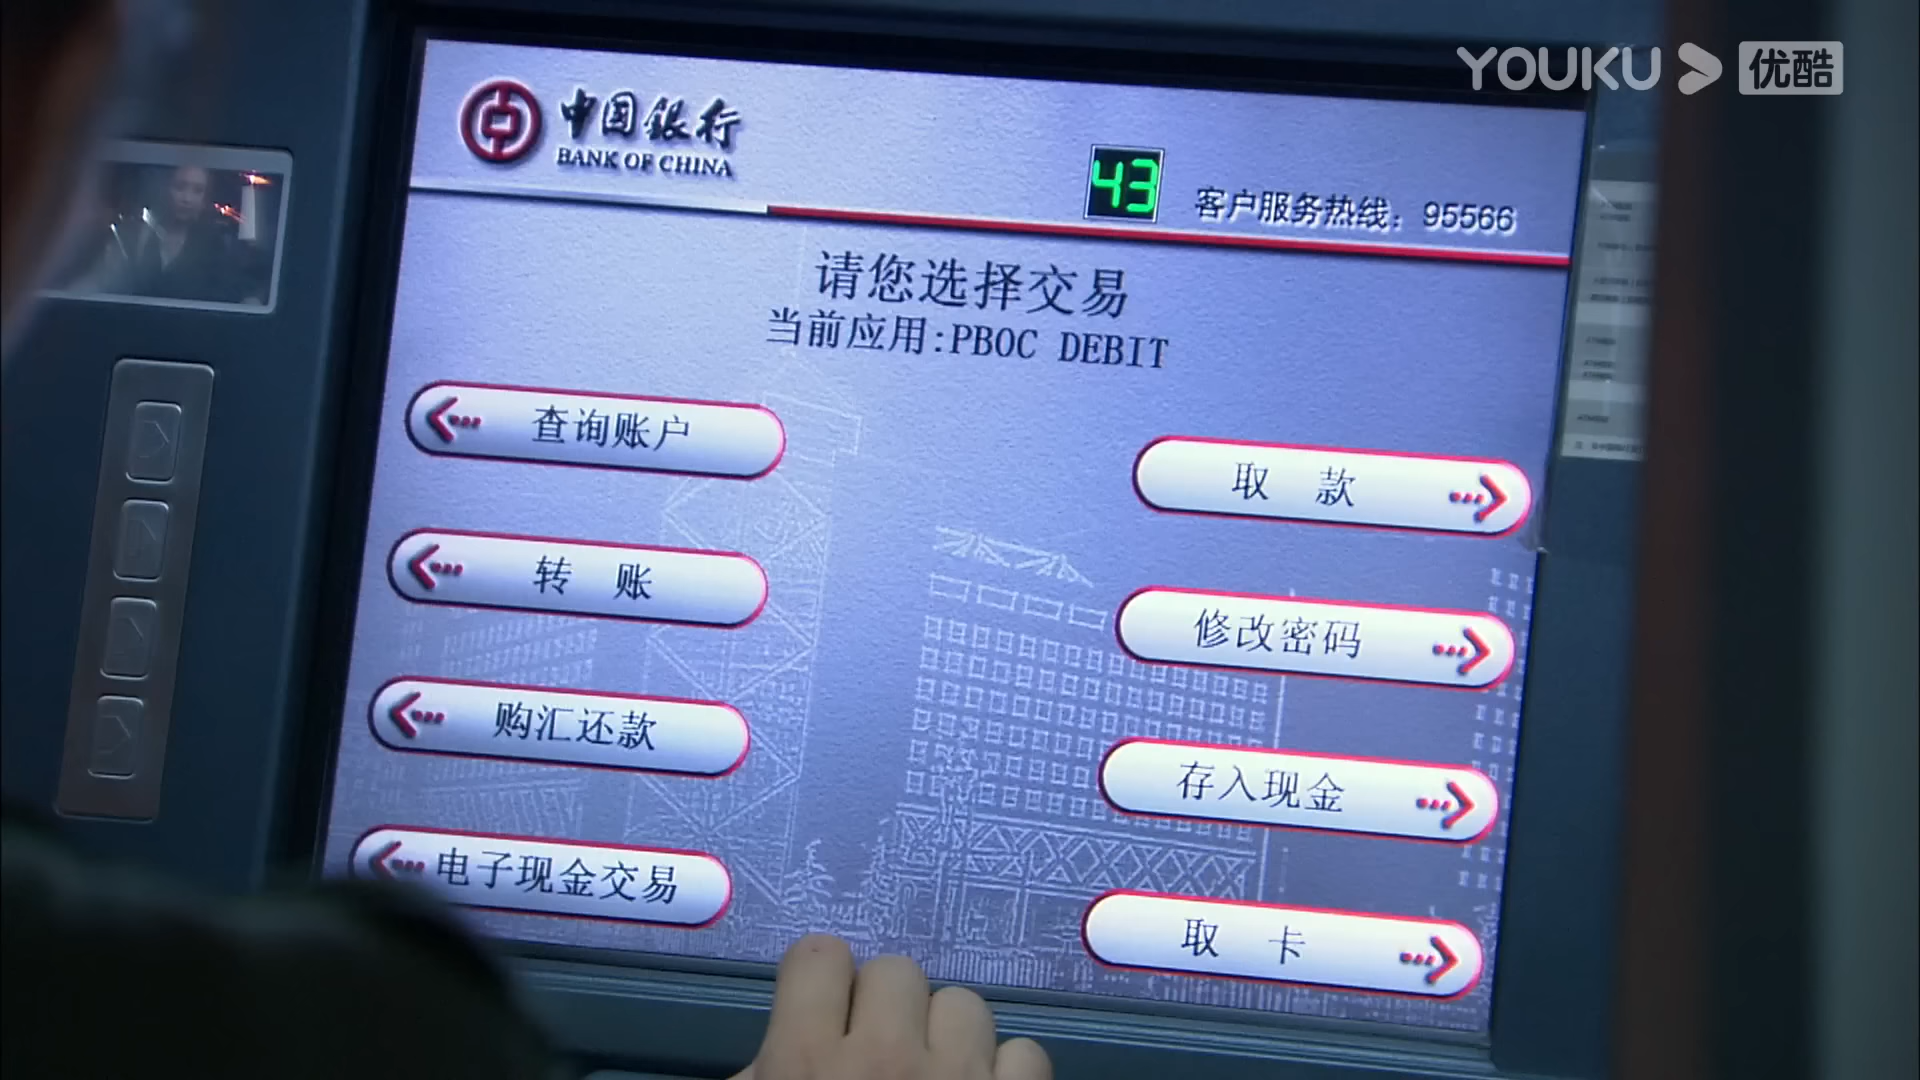 YOUKU 优酷
中国银行
BANK OF CHINA
43
客户服务热线：95566
请您选择交易
当前应用:PBOC DEBIT
查询账户
取 款
转 账
修改密码
购汇还款
存入现金
电子现金交易
取 卡